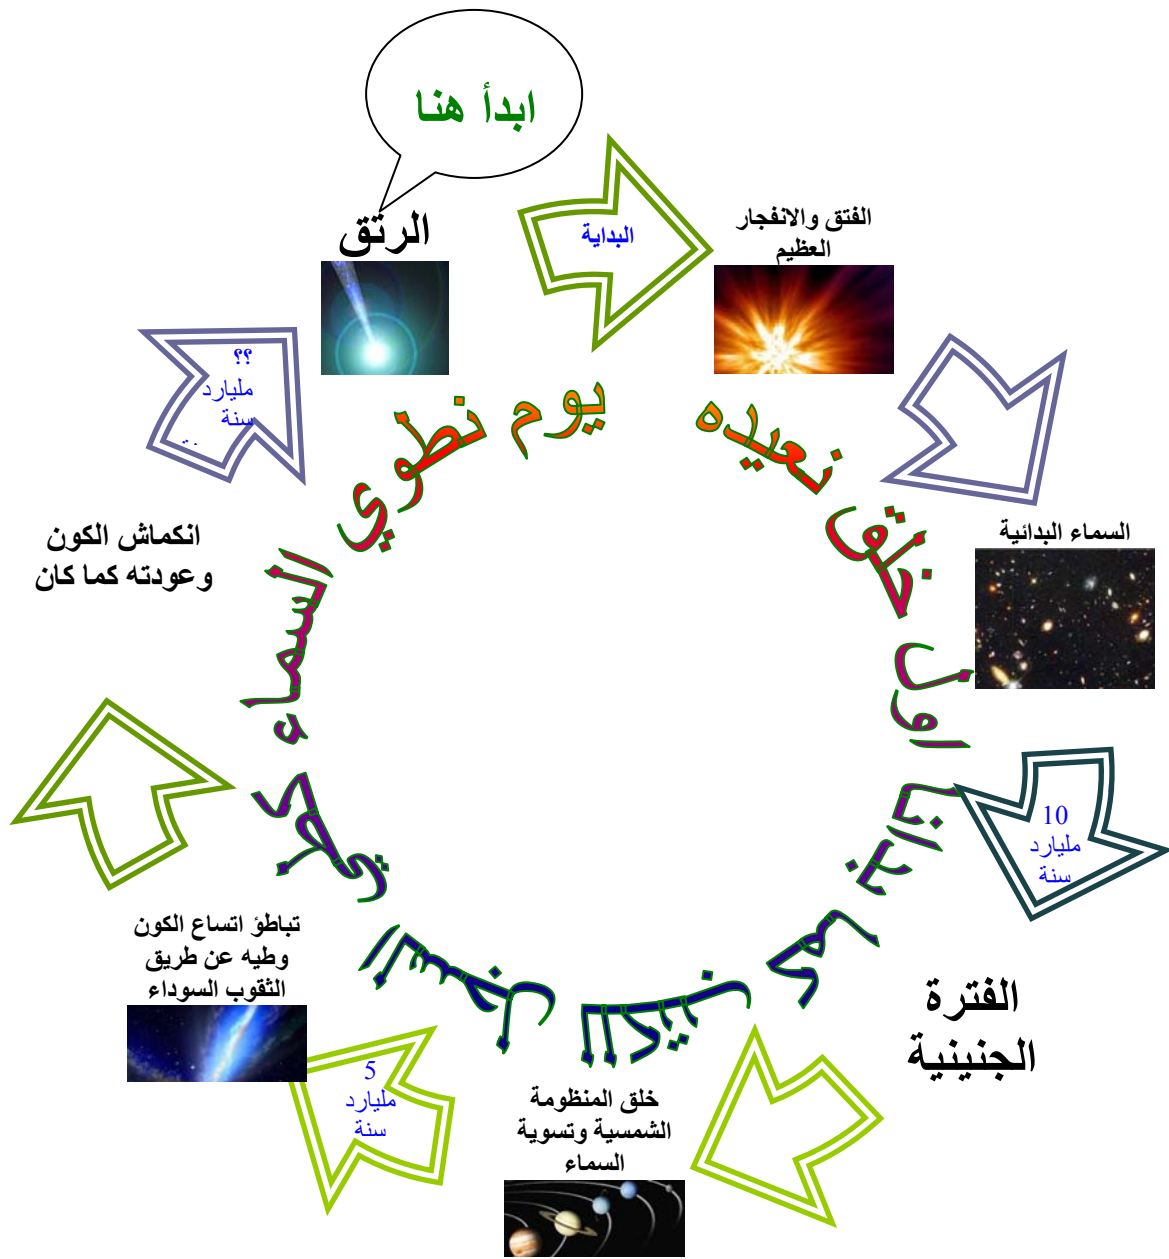 ابدأ هنا
الرتق
البداية
الفتق والانفجار
العظيم
السماء البدائية
10
مليارد
سنة
الفترة
الجنينية
خلق المنظومة
الشمسية وتسوية
السماء
5
مليارد
سنة
تباطؤ اتساع الكون
وطيه عن طريق
الثقوب السوداء
انكماش الكون
وعودته كما كان
؟؟
مليارد
سنة
..
يوم نطوي السماء كطي السجل للكتب كما بدانا اول خلق نعيده